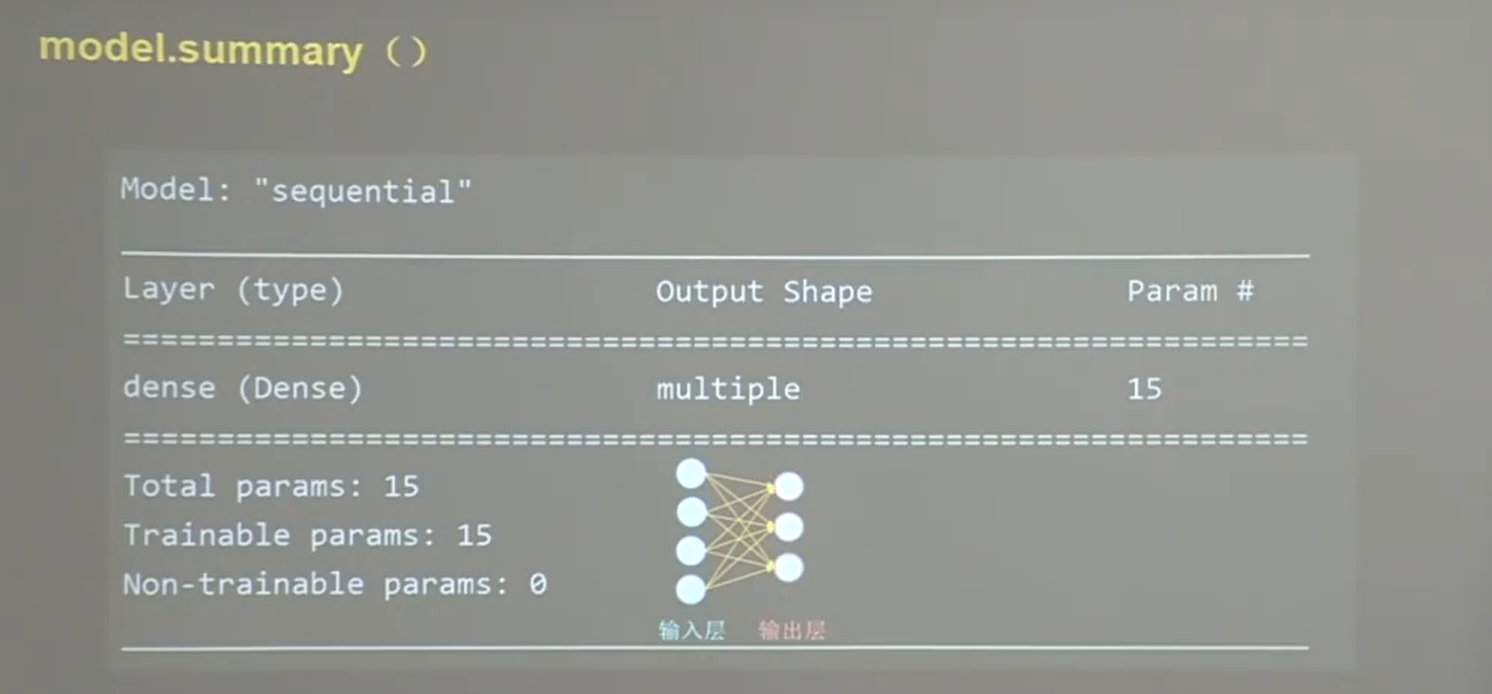 model.summary （）
Model: "sequential"
Layer (type) Output Shape Param #
=================================================================
dense (Dense) multiple 15
=================================================================
Total params: 15
Trainable params: 15
Non-trainable params: 0
输入层 输出层